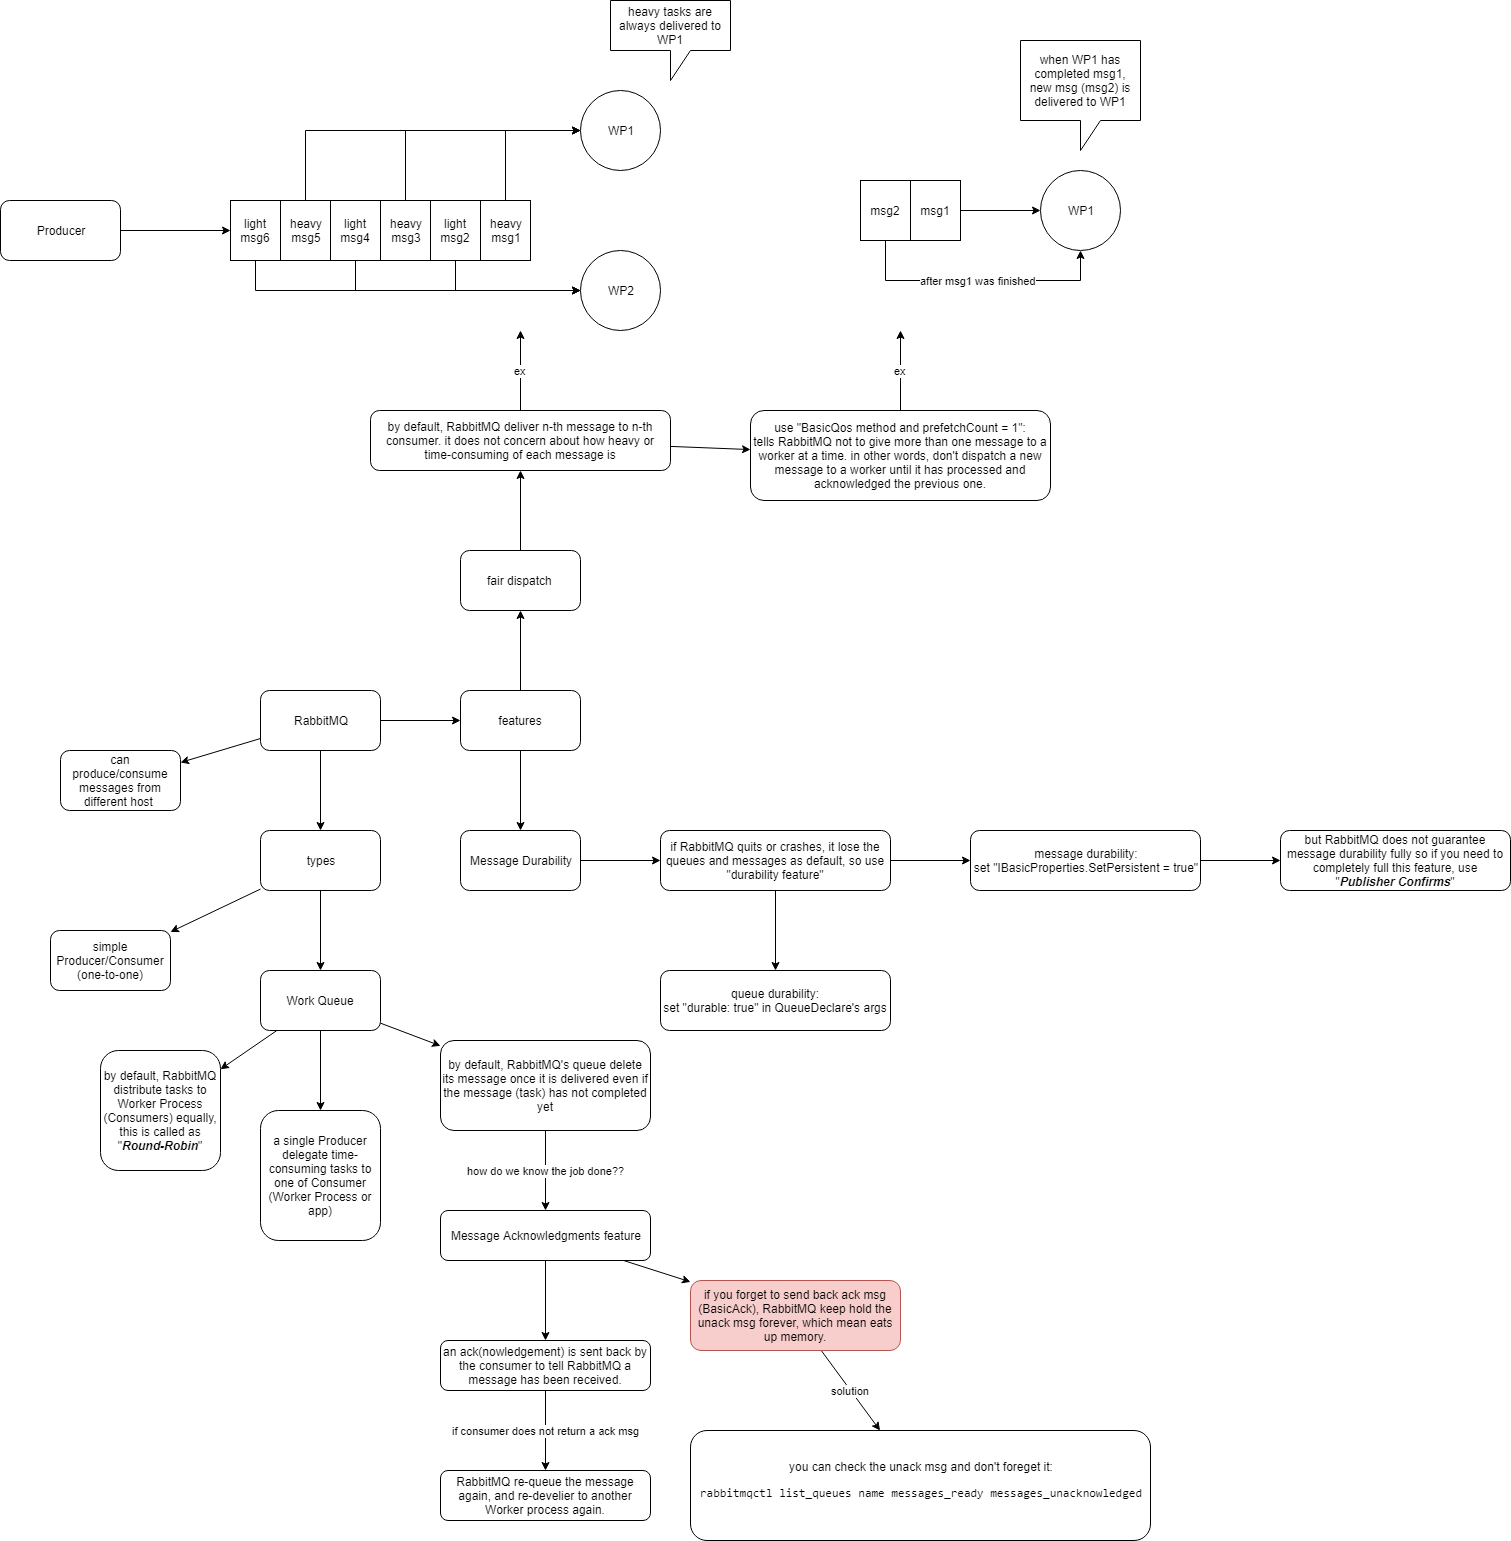 heavy tasks are
always delivered to
WP1
when WP1 has
completed msg1,
new msg (msg2) is
delivered to WP1
WP1
Producer
light
msg6
heavy
msg5
light
msg4
heavy
msg3
light
msg2
heavy
msg1
WP2
msg2
msg1
WP1
after msg1 was finished
ex
ex
by default, RabbitMQ deliver n-th message to n-th
consumer. it does not concern about how heavy or
time-consuming of each message is
use "BasicQos method and prefetchCount = 1":
tells RabbitMQ not to give more than one message to a
worker at a time. in other words, don't dispatch a new
message to a worker until it has processed and
acknowledged the previous one.
fair dispatch
RabbitMQ
features
can
produce/consume
messages from
different host
types
Message Durability
if RabbitMQ quits or crashes, it lose the
queues and messages as default, so use
"durability feature"
message durability:
set "IBasicProperties.SetPersistent = true"
but RabbitMQ does not guarantee
message durability fully so if you need to
completely full this feature, use
"Publisher Confirms"
simple
Producer/Consumer
(one-to-one)
Work Queue
queue durability:
set "durable: true" in QueueDeclare's args
by default, RabbitMQ
distribute tasks to
Worker Process
(Consumers) equally,
this is called as
"Round-Robin"
a single Producer
delegate time-
consuming tasks to
one of Consumer
(Worker Process or
app)
by default, RabbitMQ's queue delete
its message once it is delivered even if
the message (task) has not completed
yet
how do we know the job done??
Message Acknowledgments feature
if you forget to send back ack msg
(BasicAck), RabbitMQ keep hold the
unack msg forever, which mean eats
up memory.
an ack(nowledgement) is sent back by
the consumer to tell RabbitMQ a
message has been received.
solution
if consumer does not return a ack msg
RabbitMQ re-queue the message
again, and re-develier to another
Worker process again.
you can check the unack msg and don't foreget it:
rabbitmqctl list_queues name messages_ready messages_unacknowledged